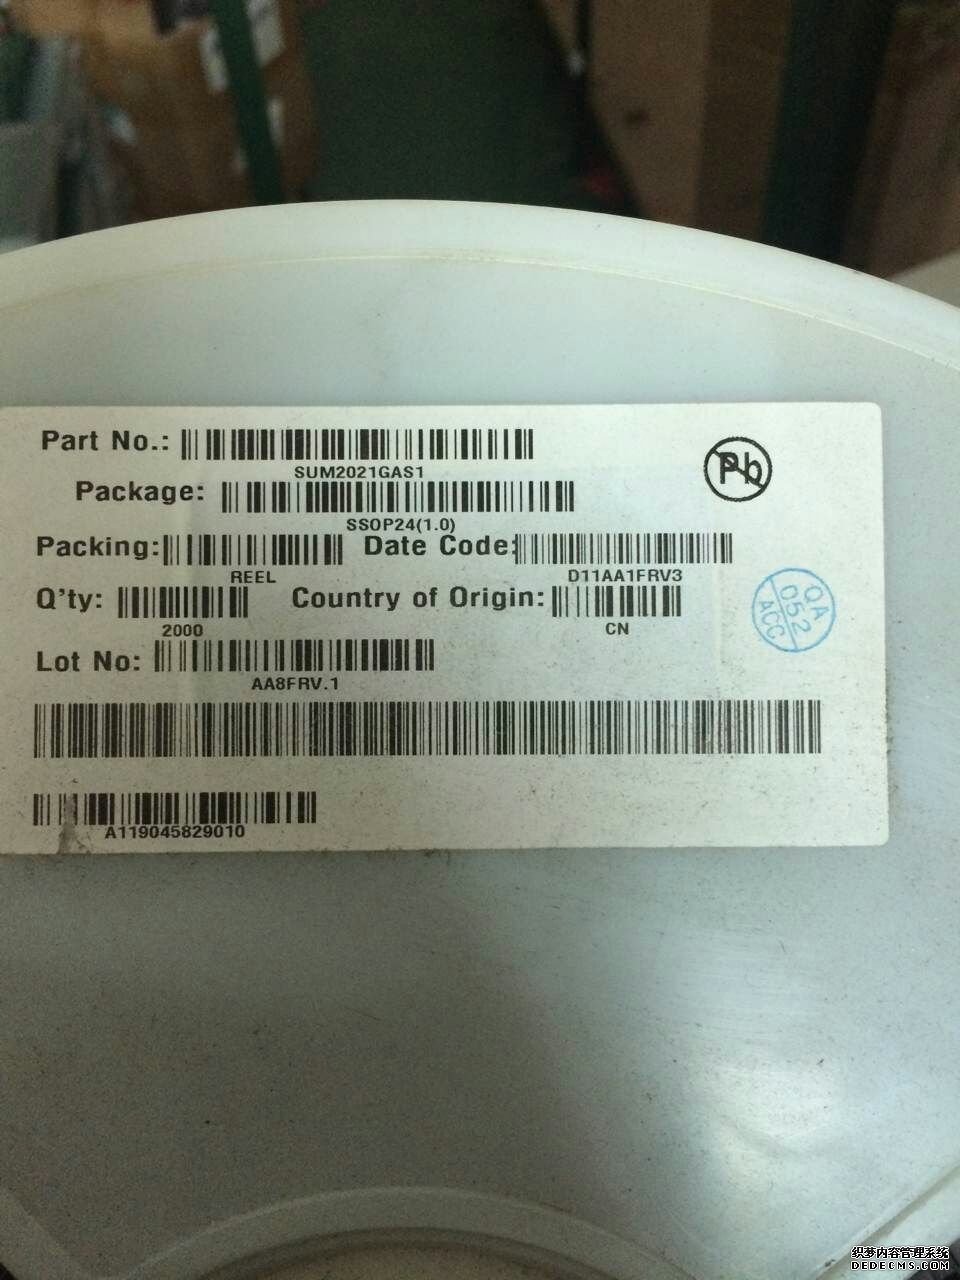 Part No.:
SUM2021GAS1
Pb
Package:
SSOP24(1.0)
Packing: Date Code:
REEL D11AA1FRV3
Q'ty: Country of Origin:
2000 CN
QA
052
ACC
Lot No:
AA8FRV.1
A119045829010
织梦内容管理系统
DEDECMS.COM